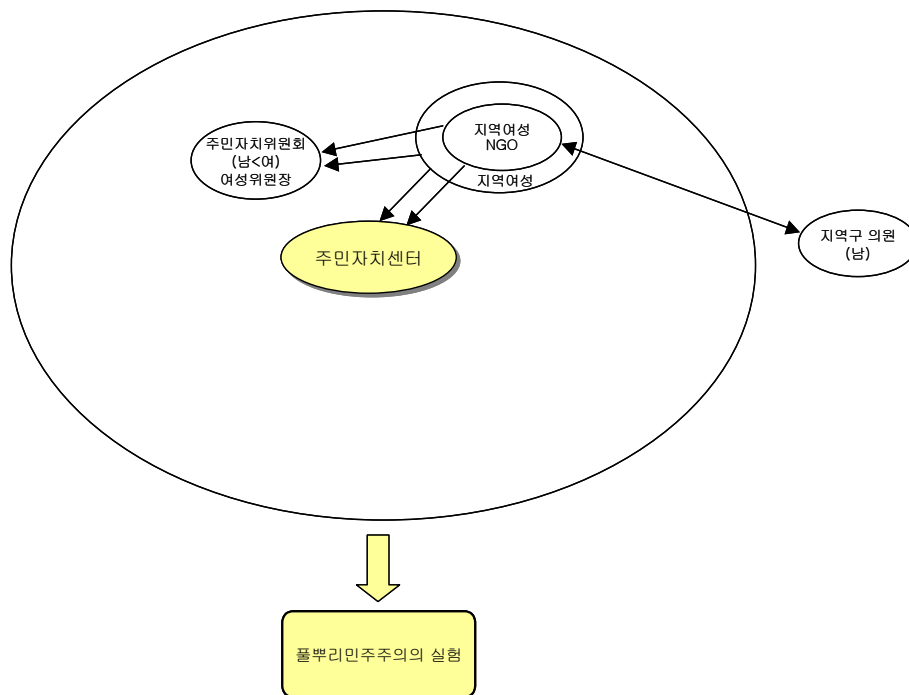 지역여성
NGO
주민자치위원회
(남<여)
여성위원장
지역여성
지역구 의원
(남)
주민자치센터
풀뿌리민주주의의 실험